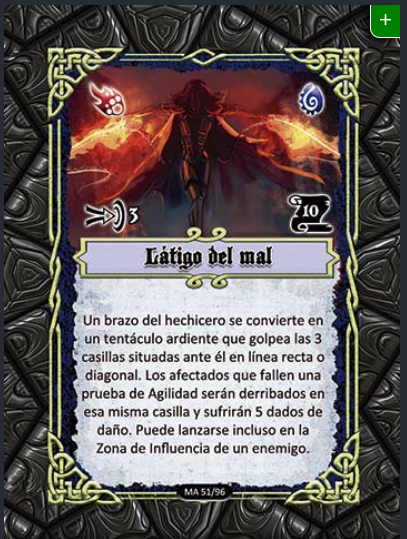 3
10
Látigo del mal
Un brazo del hechicero se convierte en
un tentáculo ardiente que golpea las 3
casillas situadas ante él en línea recta o
diagonal. Los afectados que fallen una
prueba de Agilidad serán derribados en
esa misma casilla y sufrirán 5 dados de
daño. Puede lanzarse incluso en la
Zona de Influencia de un enemigo.
MA 51/96